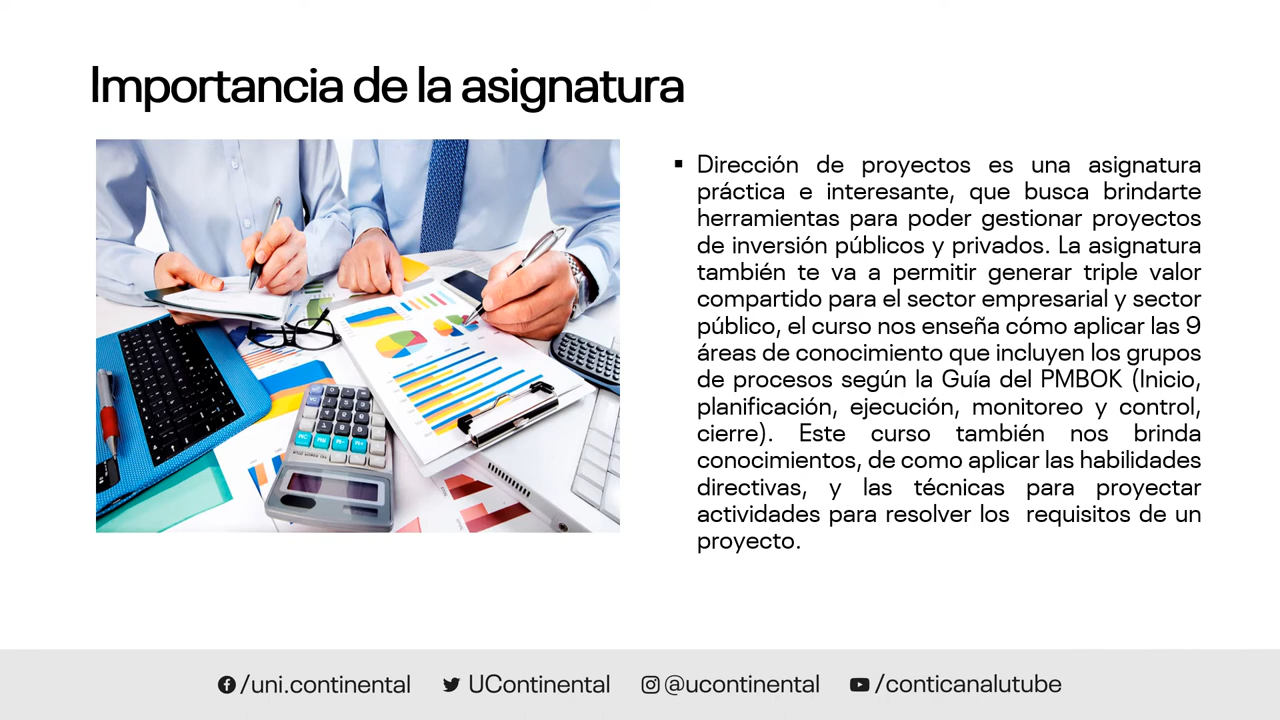 Importancia de la asignatura
▪ Dirección de proyectos es una asignatura
práctica e interesante, que busca brindarte
herramientas para poder gestionar proyectos
de inversión públicos y privados. La asignatura
también te va a permitir generar triple valor
compartido para el sector empresarial y sector
público, el curso nos enseña cómo aplicar las 9
áreas de conocimiento que incluyen los grupos
de procesos según la Guía del PMBOK (Inicio,
planificación, ejecución, monitoreo y control,
cierre). Este curso también nos brinda
conocimientos, de como aplicar las habilidades
directivas, y las técnicas para proyectar
actividades para resolver los requisitos de un
proyecto.
/uni.continental UContinental @ucontinental /conticanalutube